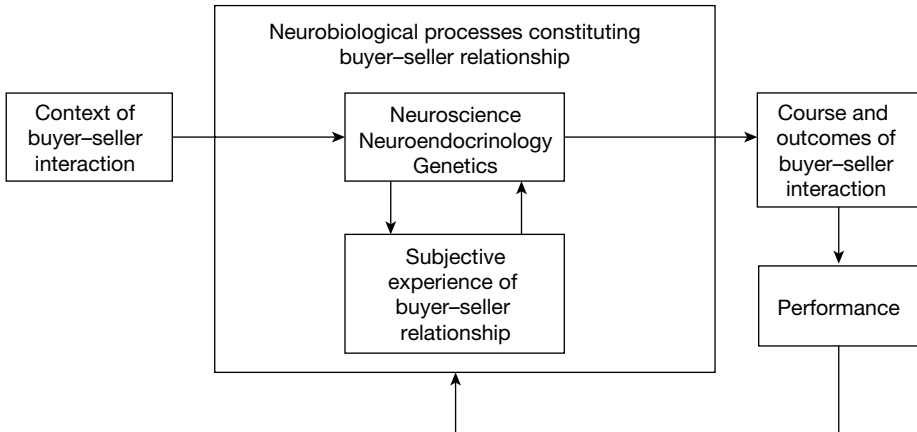 Neurobiological processes constituting
buyer–seller relationship
Context of
buyer–seller
interaction
Neuroscience
Neuroendocrinology
Genetics
Course and
outcomes of
buyer–seller
interaction
Subjective
experience of
buyer–seller
relationship
Performance